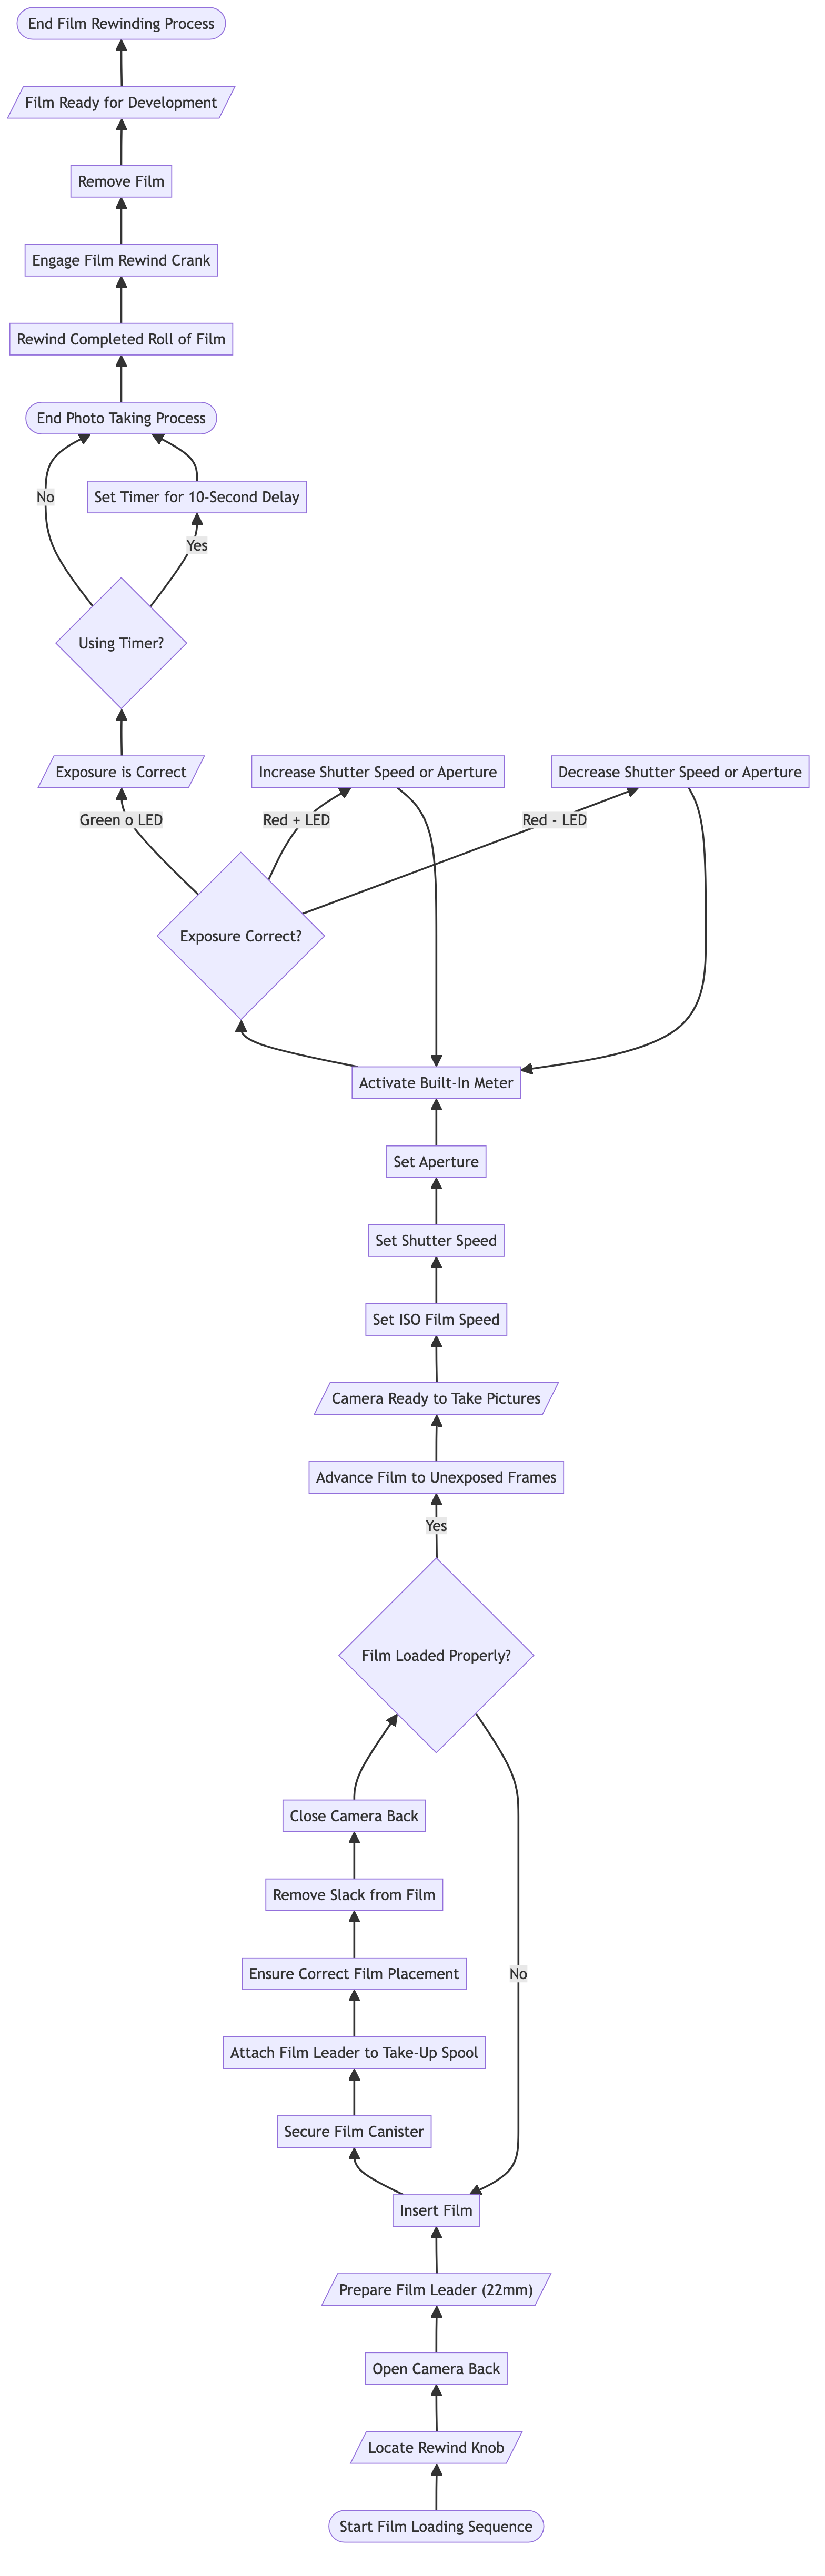 End Film Rewinding Process
Film Ready for Development
Remove Film
Engage Film Rewind Crank
Rewind Completed Roll of Film
End Photo Taking Process
No
Set Timer for 10-Second Delay
Yes
Using Timer?
Exposure is Correct
Increase Shutter Speed or Aperture
Decrease Shutter Speed or Aperture
Green o LED
Red + LED
Red - LED
Exposure Correct?
Activate Built-In Meter
Set Aperture
Set Shutter Speed
Set ISO Film Speed
Camera Ready to Take Pictures
Advance Film to Unexposed Frames
Yes
Film Loaded Properly?
Close Camera Back
Remove Slack from Film
Ensure Correct Film Placement
No
Attach Film Leader to Take-Up Spool
Secure Film Canister
Insert Film
Prepare Film Leader (22mm)
Open Camera Back
Locate Rewind Knob
Start Film Loading Sequence